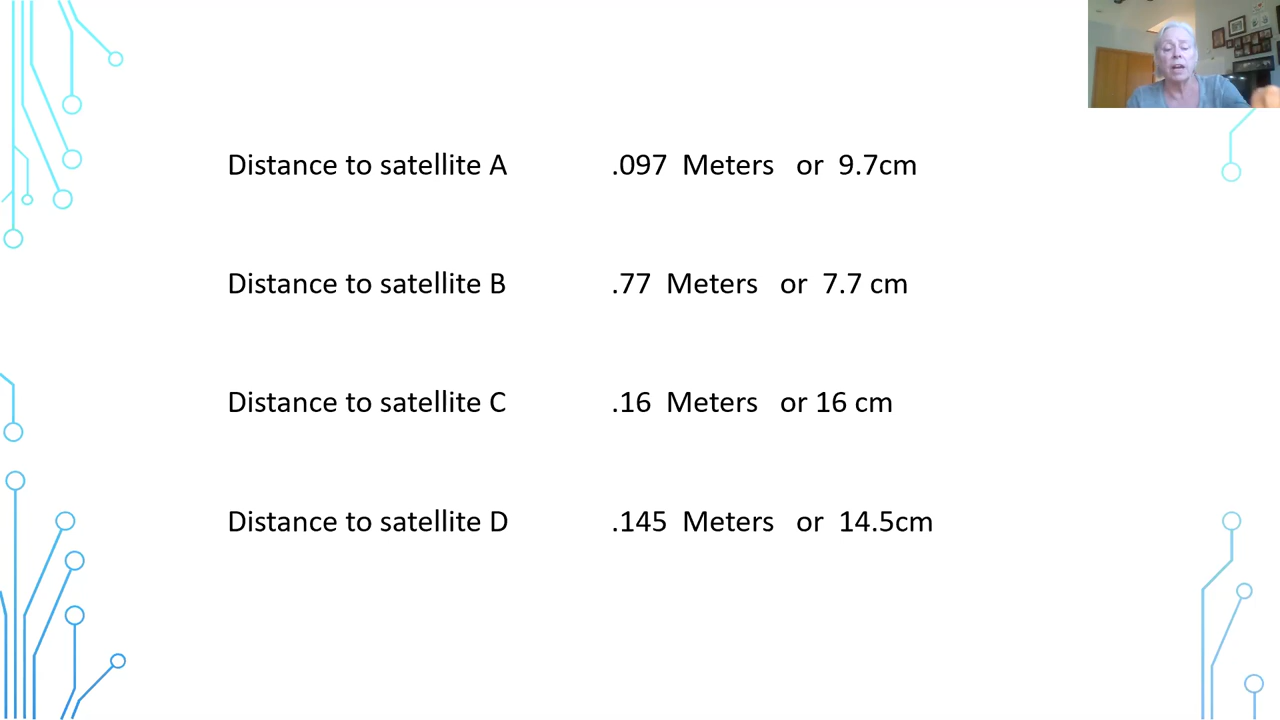 Distance to satellite A .097 Meters or 9.7cm
Distance to satellite B .77 Meters or 7.7 cm
Distance to satellite C .16 Meters or 16 cm
Distance to satellite D .145 Meters or 14.5cm